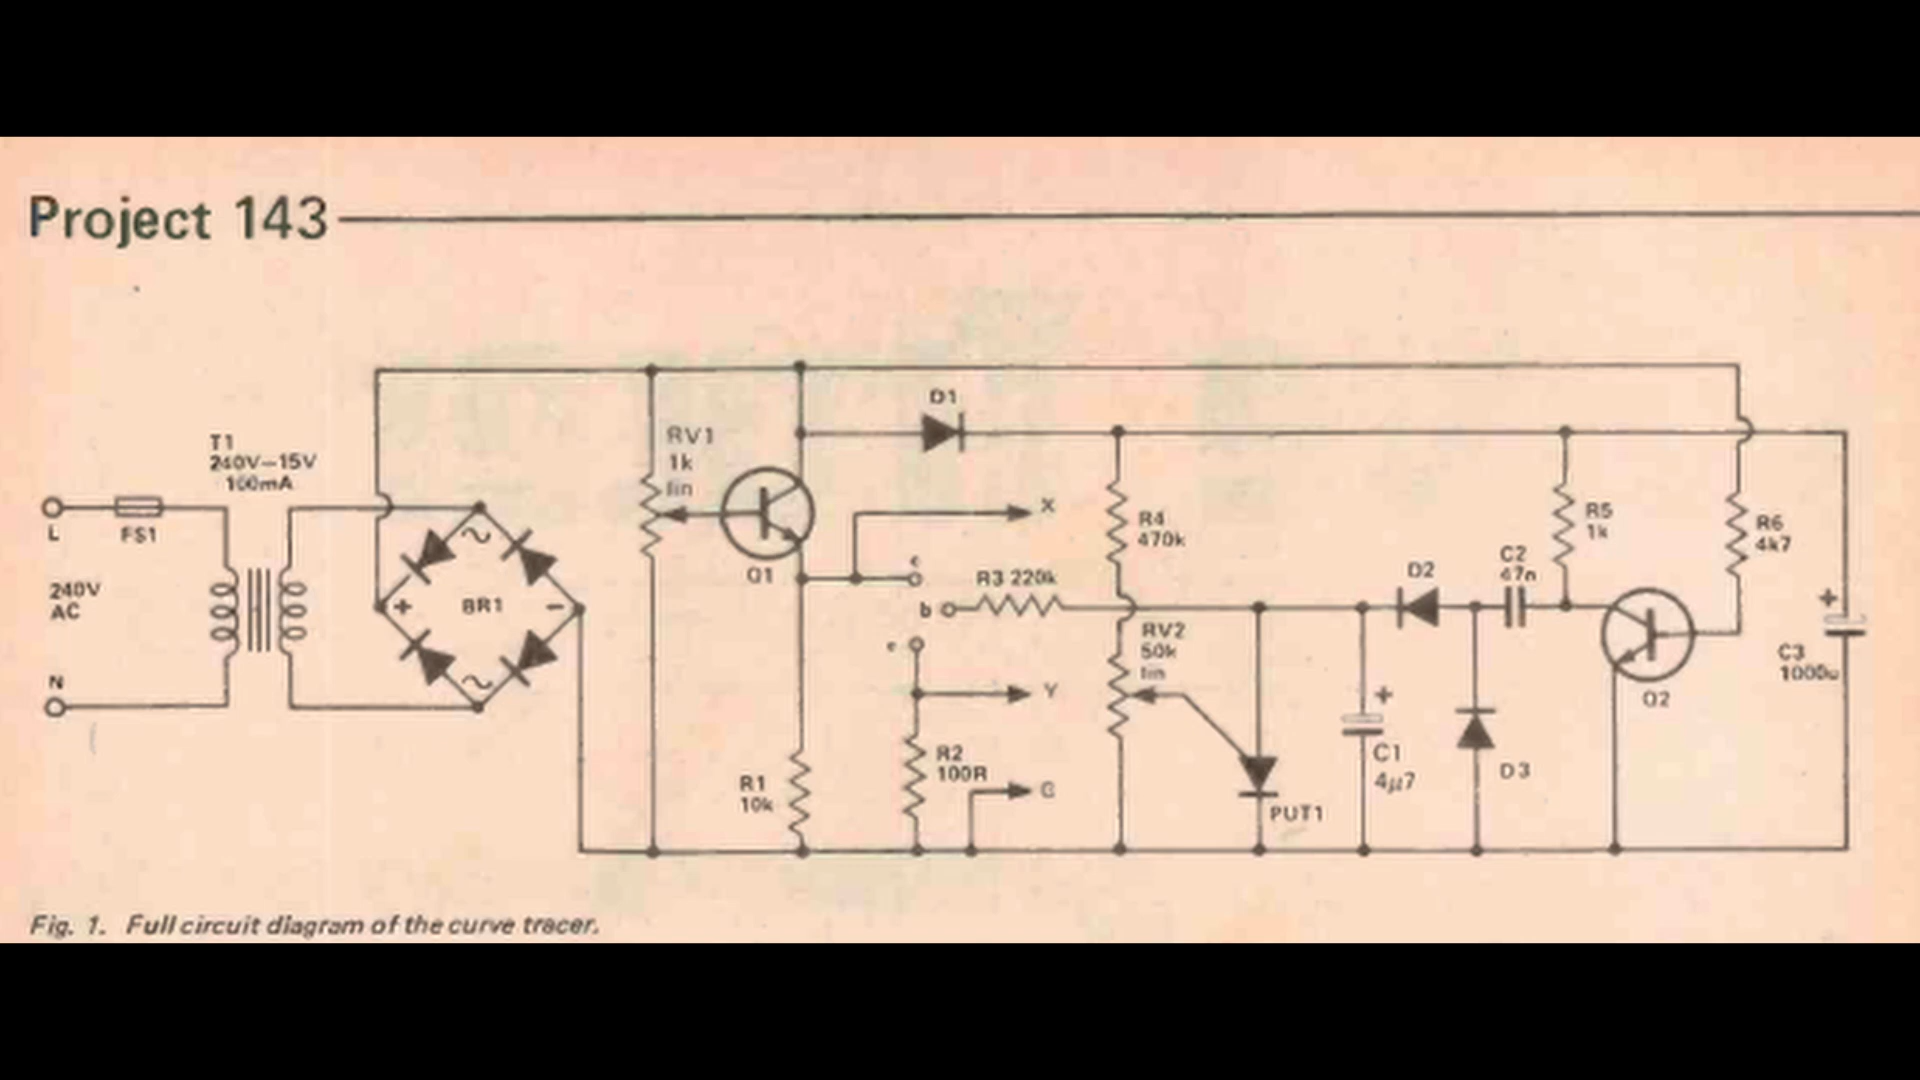 Project 143
T1
240V-15V
100mA
L
FS1
240V
AC
N
BR1
+
-
RV1
1k
lin
Q1
D1
X
c
b
R3 220k
e
Y
R2
100R
G
R1
10k
R4
470k
RV2
50k
lin
PUT1
D2
C2
47n
+
C1
4µ7
D3
R5
1k
Q2
R6
4k7
+
C3
1000u
Fig. 1. Full circuit diagram of the curve tracer.